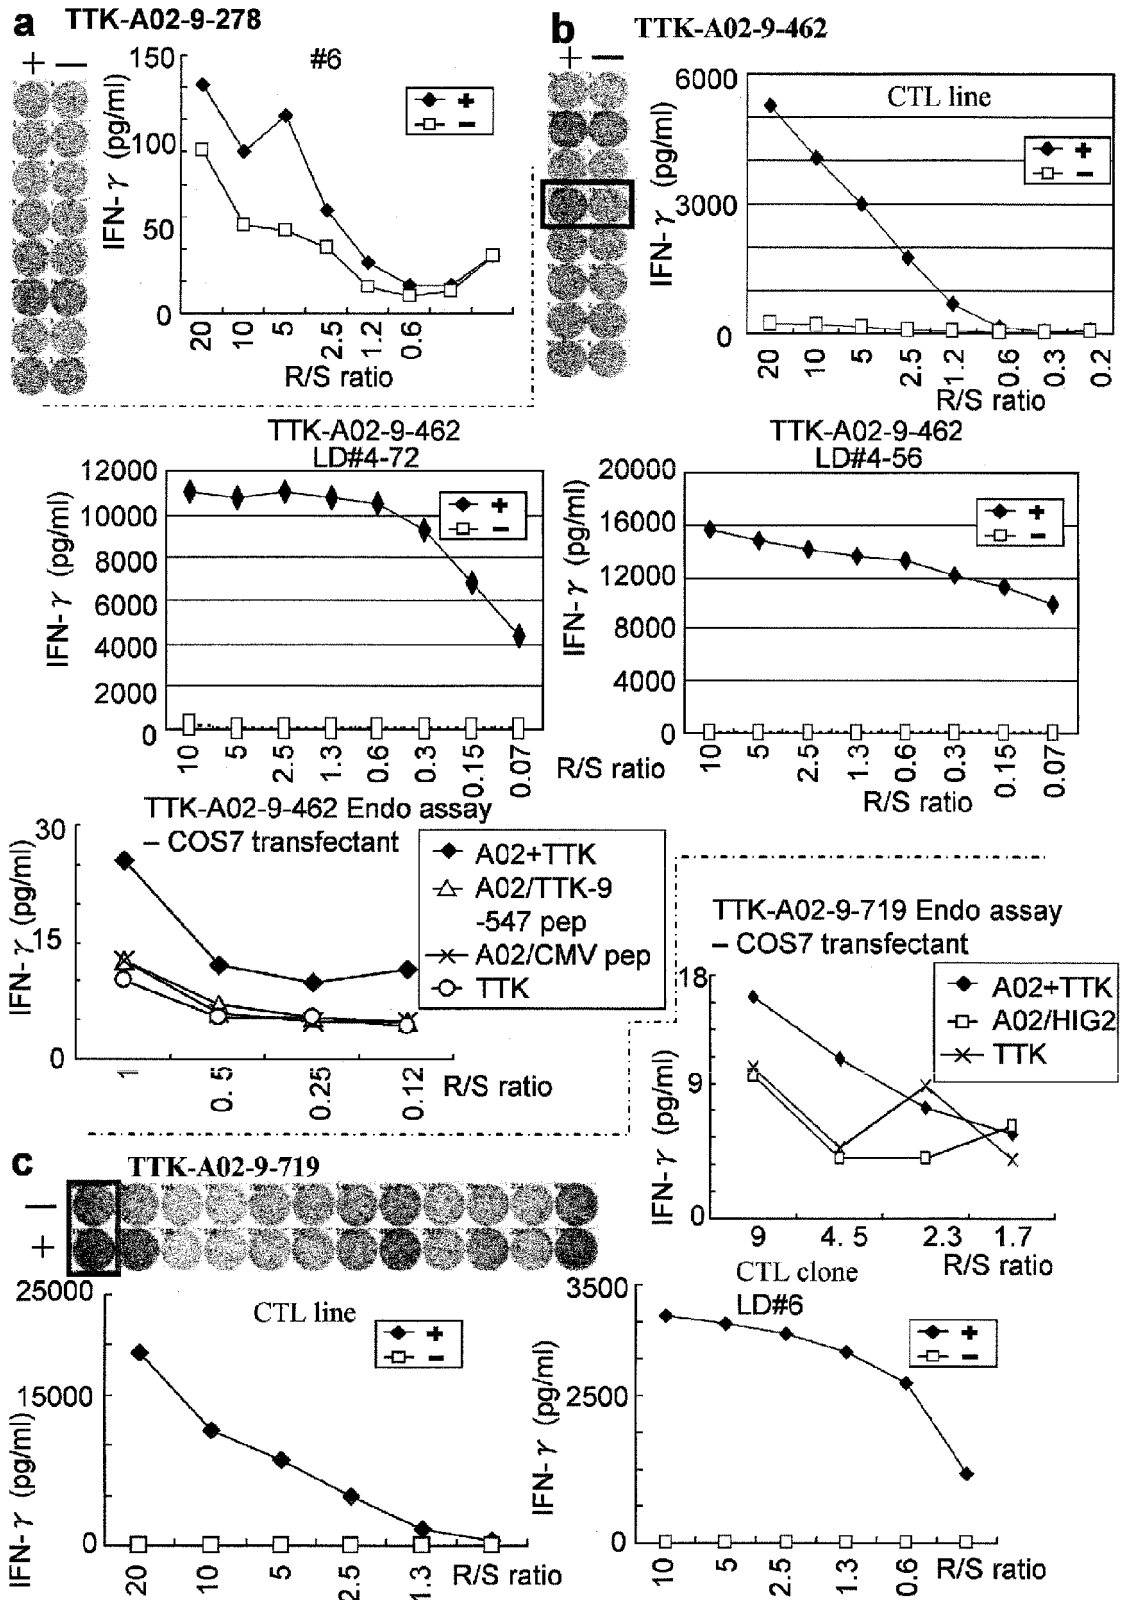 a TTK-A02-9-278
+ −
#6
IFN-γ (pg/ml)
150
100
50
0
+
−
20 10 5 2.5 1.2 0.6
R/S ratio
b TTK-A02-9-462
+ −
CTL line
IFN-γ (pg/ml)
6000
3000
0
+
−
20 10 5 2.5 1.2 0.6 0.3 0.2
R/S ratio
TTK-A02-9-462
LD#4-72
IFN-γ (pg/ml)
12000
10000
8000
6000
4000
2000
0
+
−
10 5 2.5 1.3 0.6 0.3 0.15 0.07
R/S ratio
TTK-A02-9-462
LD#4-56
IFN-γ (pg/ml)
20000
16000
12000
8000
4000
0
+
−
10 5 2.5 1.3 0.6 0.3 0.15 0.07
R/S ratio
TTK-A02-9-462 Endo assay
– COS7 transfectant
IFN-γ (pg/ml)
30
15
0
A02+TTK
A02/TTK-9
-547 pep
A02/CMV pep
TTK
1 0.5 0.25 0.12
R/S ratio
TTK-A02-9-719 Endo assay
– COS7 transfectant
IFN-γ (pg/ml)
18
9
0
A02+TTK
A02/HIG2
TTK
9 4.5 2.3 1.7
R/S ratio
c TTK-A02-9-719
−
+
CTL line
IFN-γ (pg/ml)
25000
15000
0
+
−
20 10 5 2.5 1.3
R/S ratio
CTL clone
LD#6
IFN-γ (pg/ml)
3500
2500
0
+
−
10 5 2.5 1.3 0.6
R/S ratio